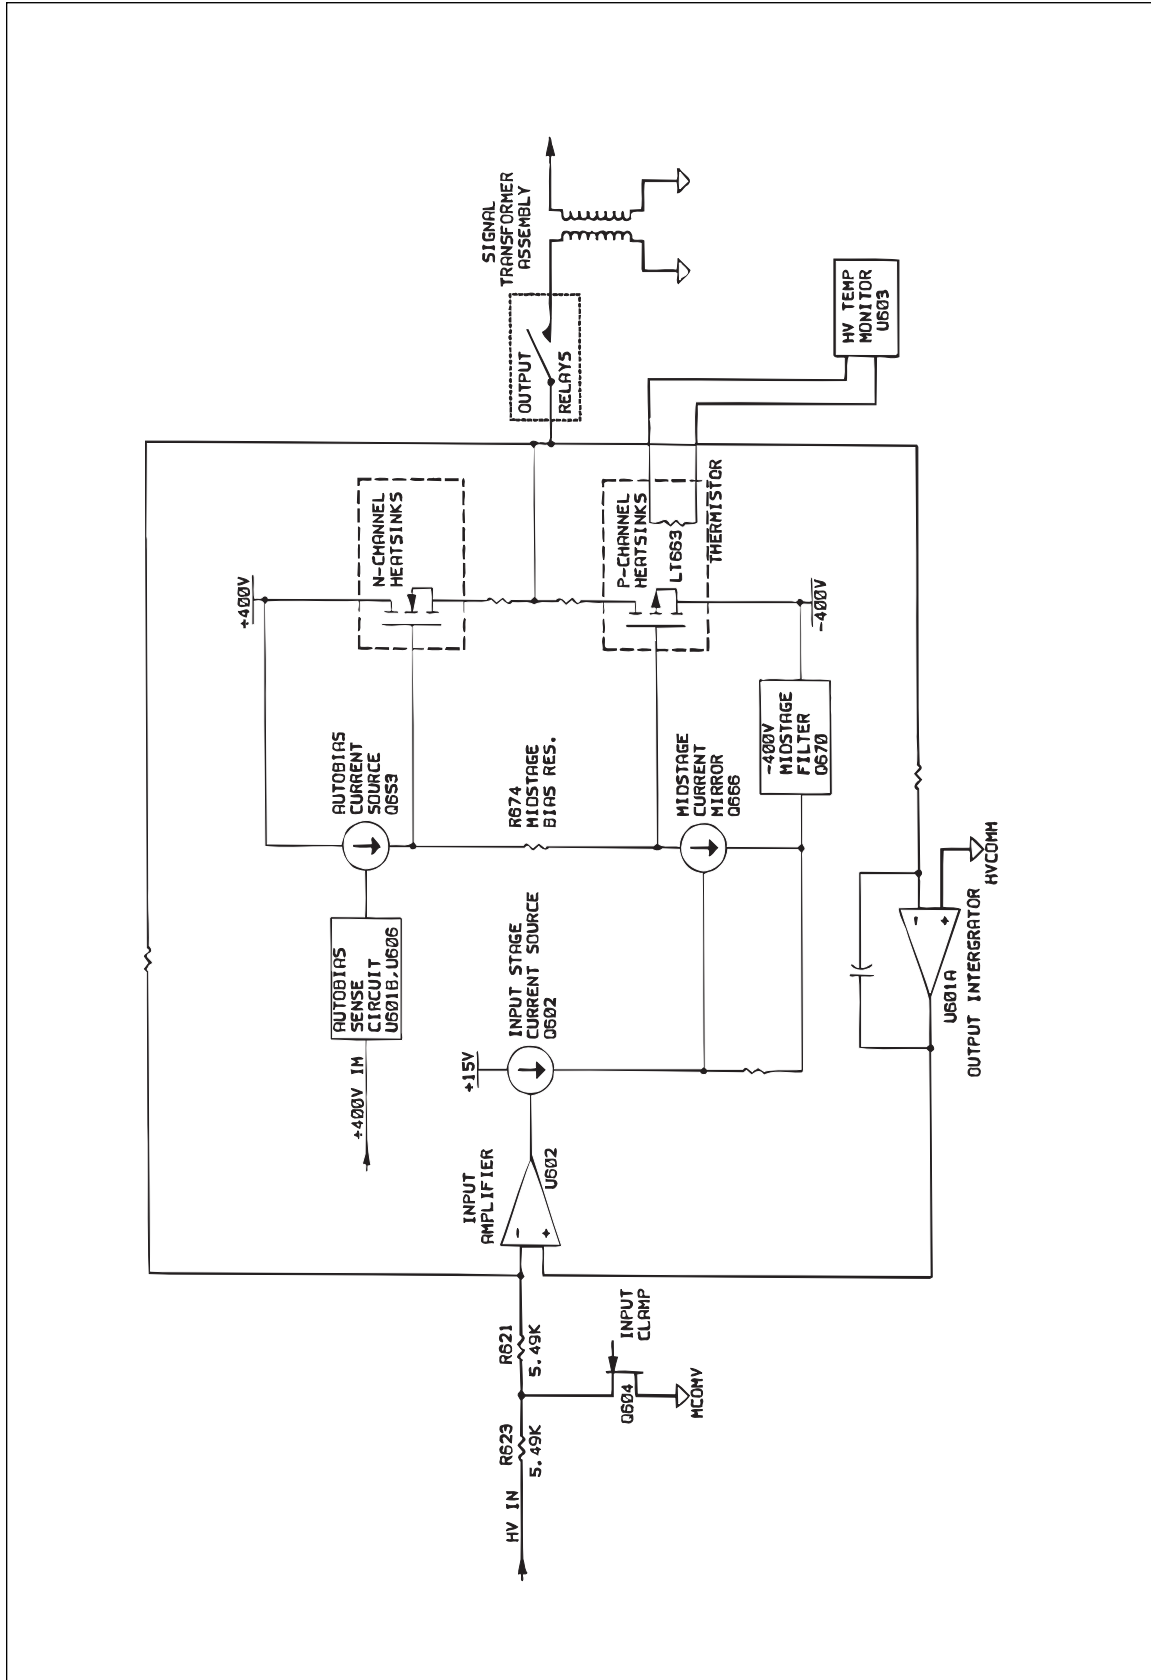 HV IN
R623
5.49K
R621
5.49K
Q604
INPUT
CLAMP
MCOMV
INPUT
AMPLIFIER
-
+
U602
+400V IM
AUTOBIAS
SENSE
CIRCUIT
U601B,U606
+15V
INPUT STAGE
CURRENT SOURCE
Q602
AUTOBIAS
CURRENT
SOURCE
Q653
R674
MIDSTAGE
BIAS RES.
MIDSTAGE
CURRENT
MIRROR
Q666
-400V
MIDSTAGE
FILTER
Q670
+400V
N-CHANNEL
HEATSINKS
P-CHANNEL
HEATSINKS
LT663
THERMISTOR
-400V
OUTPUT
RELAYS
SIGNAL
TRANSFORMER
ASSEMBLY
HV TEMP
MONITOR
U603
-
+
U601A
OUTPUT INTERGRATOR
HVCOMM